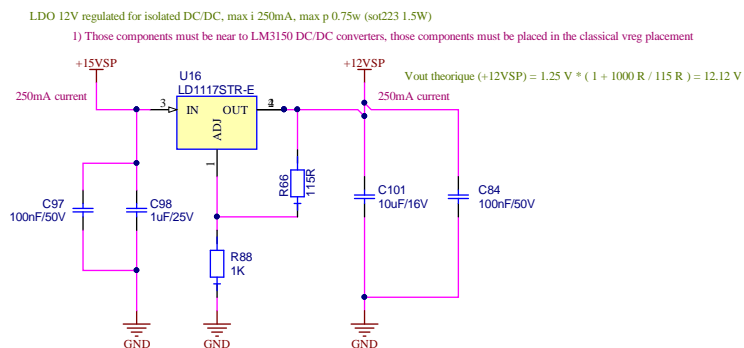 LDO 12V regulated for isolated DC/DC, max i 250mA, max p 0.75w (sot223 1.5W)
1) Those components must be near to LM3150 DC/DC converters, those components must be placed in the classical vreg placement
+15VSP
+12VSP
U16
LD1117STR-E
Vout theorique (+12VSP) = 1.25 V * ( 1 + 1000 R / 115 R ) = 12.12 V
250mA current
250mA current
3
IN
OUT
ADJ
1
R66
115R
C97
100nF/50V
C98
1uF/25V
C101
10uF/16V
C84
100nF/50V
R88
1K
GND
GND
GND